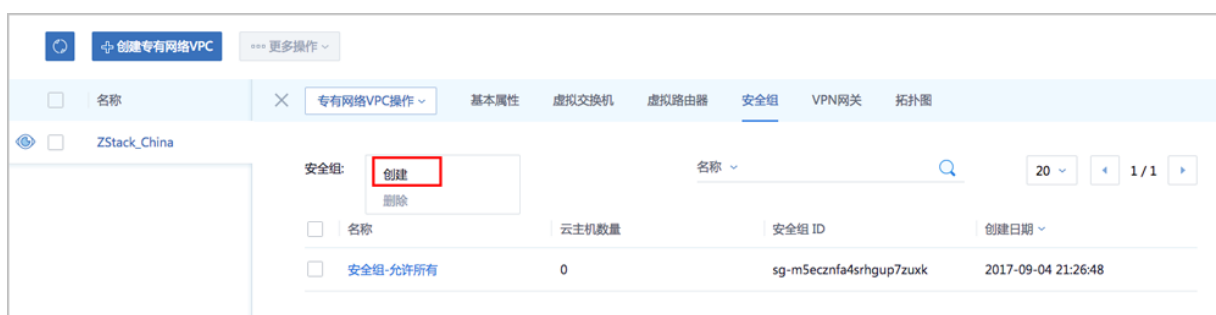 创建专有网络VPC 更多操作
名称 专有网络VPC操作 基本属性 虚拟交换机 虚拟路由器 安全组 VPN网关 拓扑图
ZStack_China
安全组: 创建 名称 20 1 / 1
删除
名称 云主机数量 安全组 ID 创建日期
安全组-允许所有 0 sg-m5ecznfa4srhgup7zuxk 2017-09-04 21:26:48